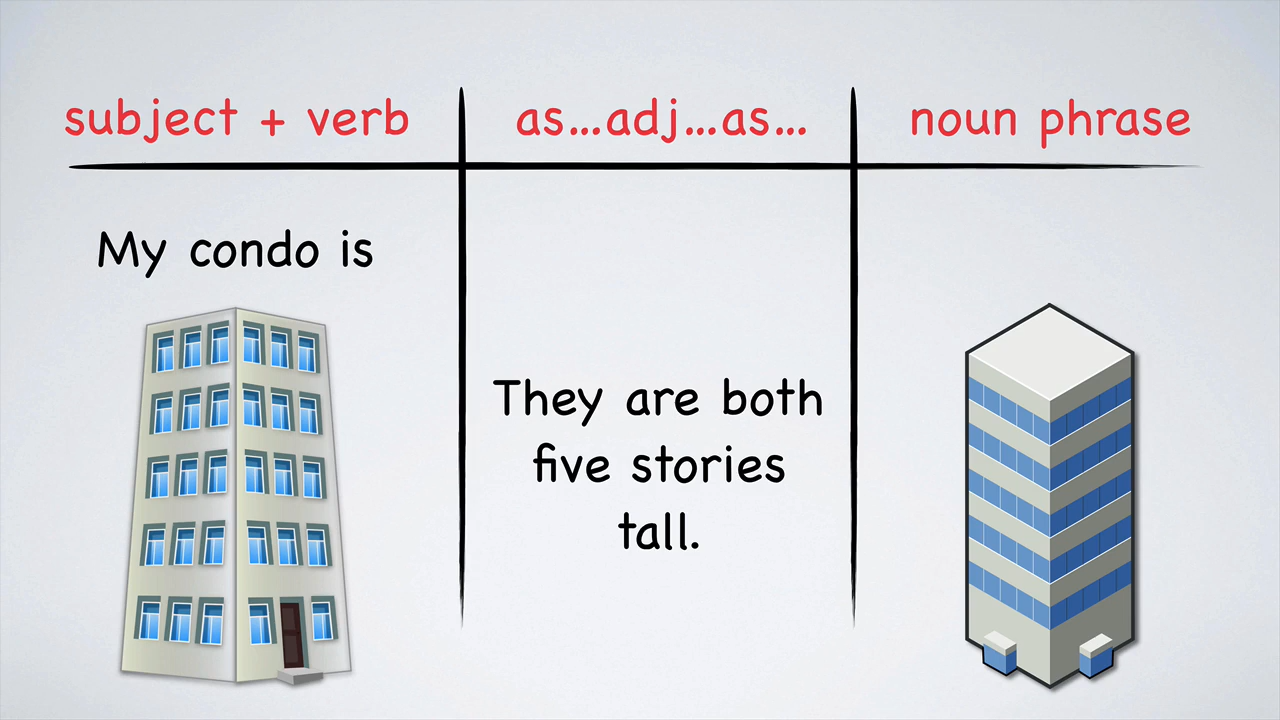 subject + verb
as...adj...as...
noun phrase
My condo is
They are both
five stories
tall.